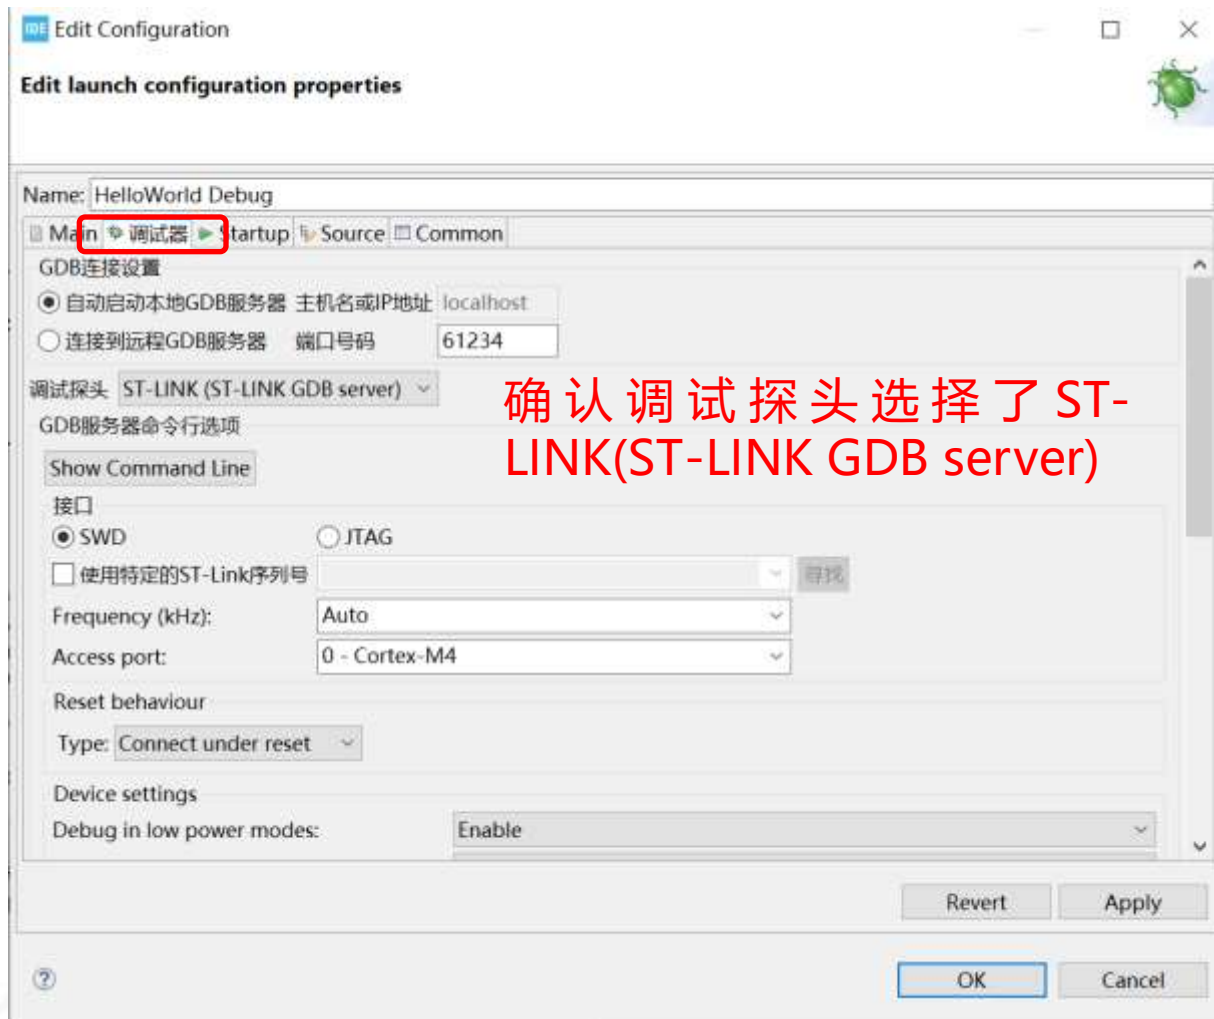 IDE Edit Configuration
Edit launch configuration properties
Name: HelloWorld Debug
Main 调试器 Startup Source Common
GDB连接设置
自动启动本地GDB服务器 主机名或IP地址 localhost
连接到远程GDB服务器 端口号码 61234
调试探头 ST-LINK (ST-LINK GDB server)
确认调试探头选择了ST-
LINK(ST-LINK GDB server)
GDB服务器命令行选项
Show Command Line
接口
SWD JTAG
使用特定的ST-Link序列号 寻找
Frequency (kHz): Auto
Access port: 0 - Cortex-M4
Reset behaviour
Type: Connect under reset
Device settings
Debug in low power modes: Enable
Revert Apply
? OK Cancel